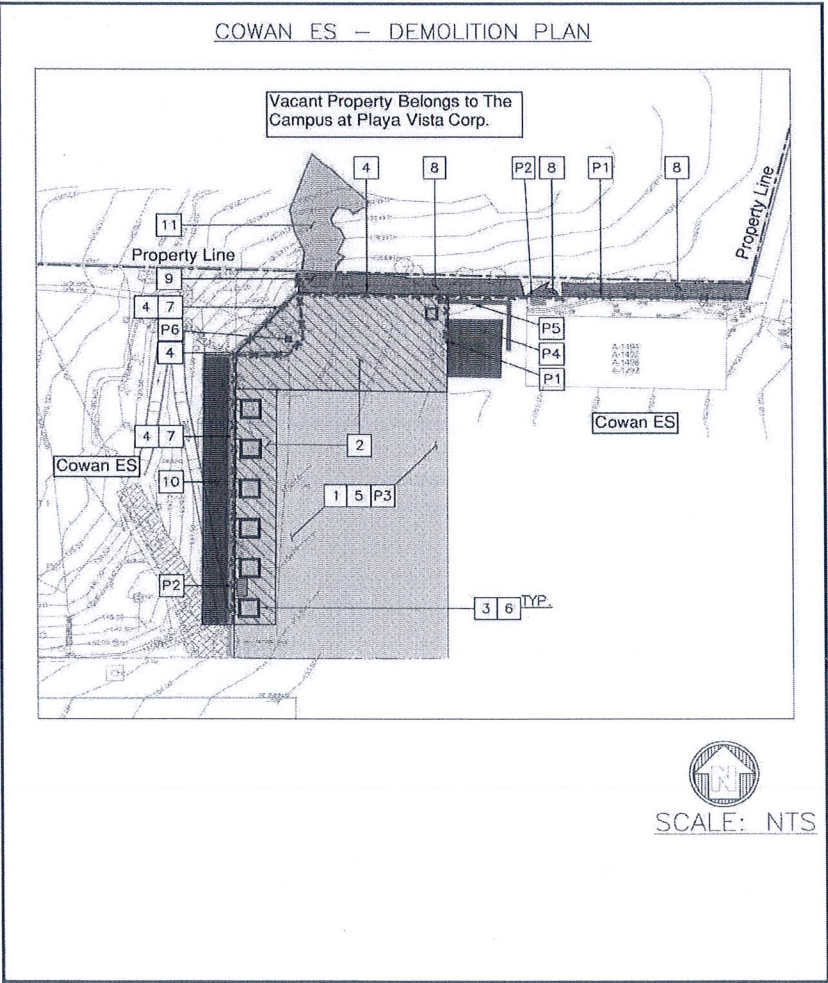 COWAN ES – DEMOLITION PLAN
Vacant Property Belongs to The
Campus at Playa Vista Corp.
4 8 P2 8 P1 8
Property Line
11
Property Line
9
4 7
P6
4
P5
P4
P1
A-1494
Cowan ES
4 7
2
Cowan ES
10
1 5 P3
P2
3 6 TYP.
N
SCALE: NTS